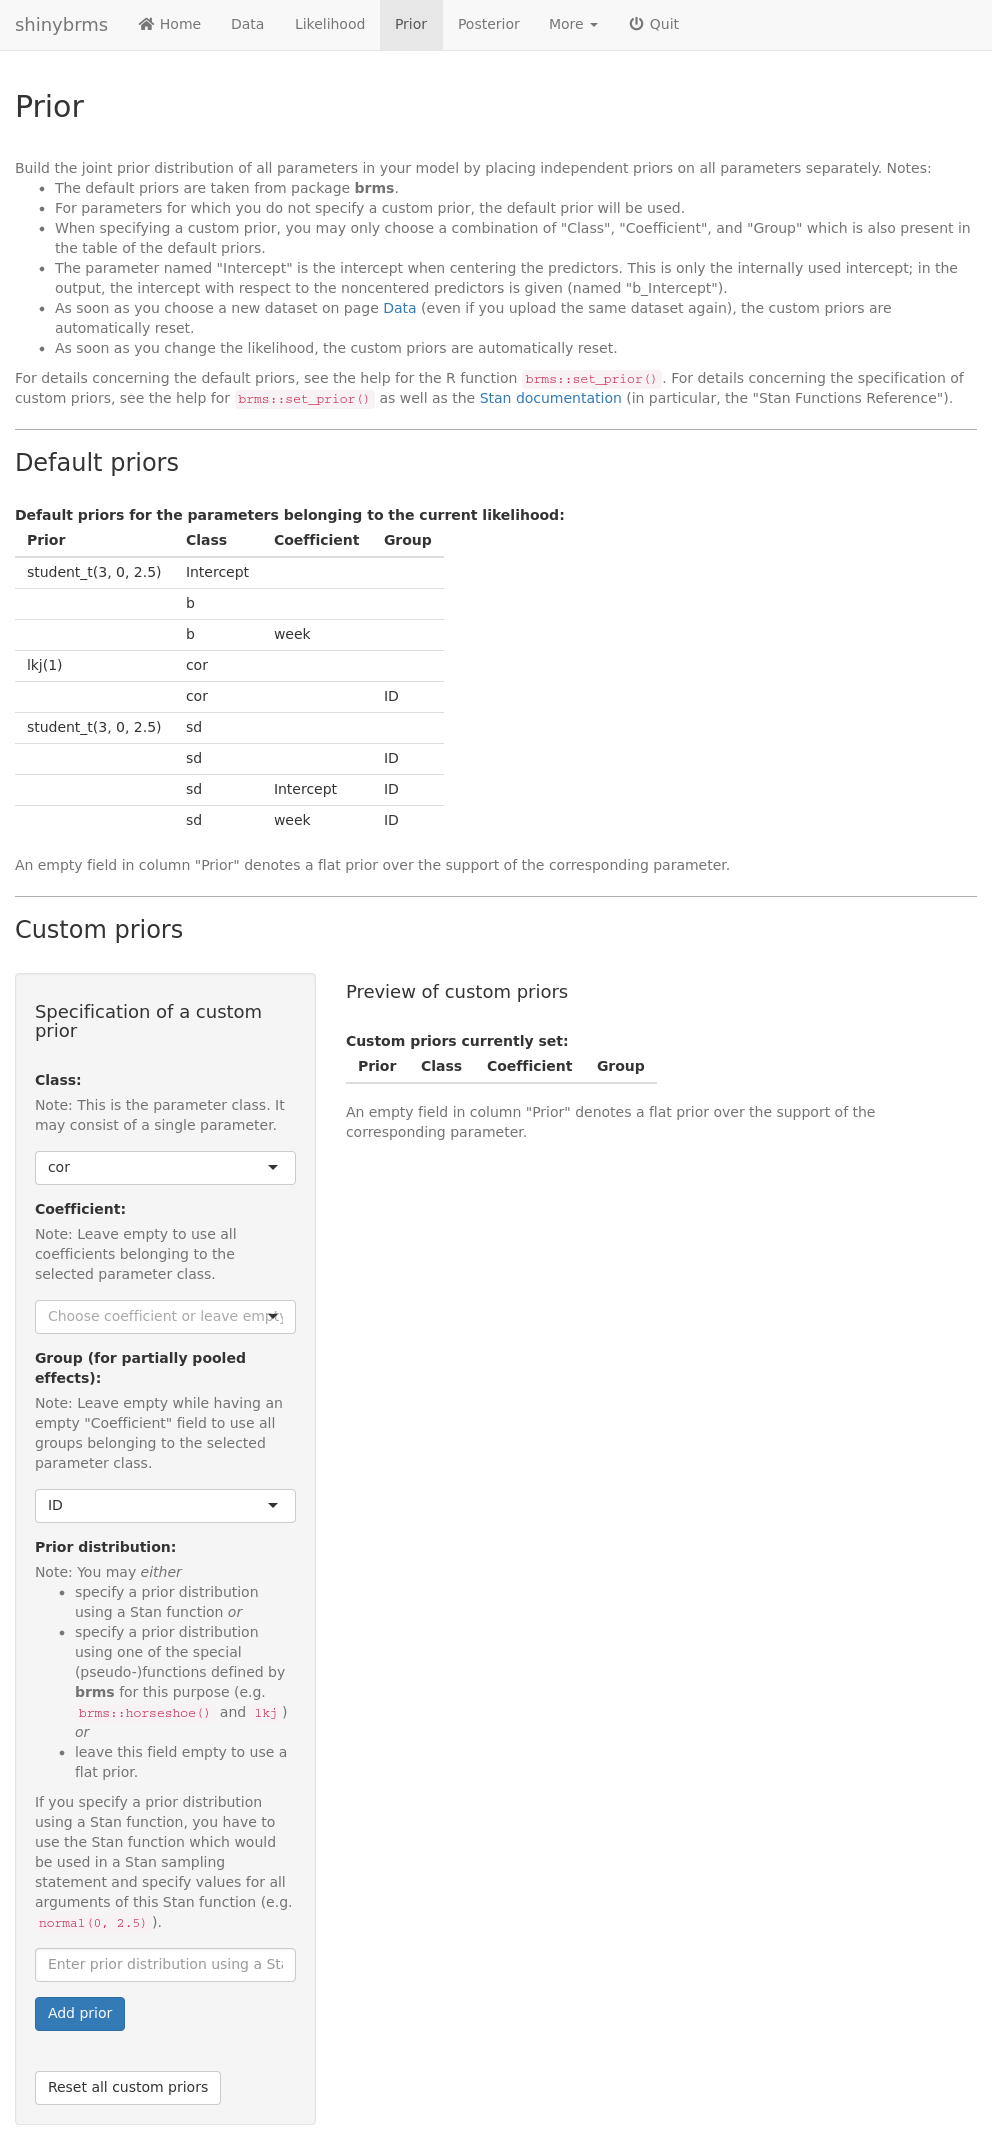 shinybrms Home Data Likelihood Prior Posterior More Quit
Prior
Build the joint prior distribution of all parameters in your model by placing independent priors on all parameters separately. Notes:
• The default priors are taken from package brms.
• For parameters for which you do not specify a custom prior, the default prior will be used.
• When specifying a custom prior, you may only choose a combination of "Class", "Coefficient", and "Group" which is also present in
the table of the default priors.
• The parameter named "Intercept" is the intercept when centering the predictors. This is only the internally used intercept; in the
output, the intercept with respect to the noncentered predictors is given (named "b_Intercept").
• As soon as you choose a new dataset on page Data (even if you upload the same dataset again), the custom priors are
automatically reset.
• As soon as you change the likelihood, the custom priors are automatically reset.
For details concerning the default priors, see the help for the R function brms::set_prior(). For details concerning the specification of
custom priors, see the help for brms::set_prior() as well as the Stan documentation (in particular, the "Stan Functions Reference").
Default priors
Default priors for the parameters belonging to the current likelihood:
Prior Class Coefficient Group
student_t(3, 0, 2.5) Intercept
b
b week
lkj(1) cor
cor ID
student_t(3, 0, 2.5) sd
sd ID
sd Intercept ID
sd week ID
An empty field in column "Prior" denotes a flat prior over the support of the corresponding parameter.
Custom priors
Specification of a custom
prior
Class:
Note: This is the parameter class. It
may consist of a single parameter.
cor
Coefficient:
Note: Leave empty to use all
coefficients belonging to the
selected parameter class.
Choose coefficient or leave empty
Group (for partially pooled
effects):
Note: Leave empty while having an
empty "Coefficient" field to use all
groups belonging to the selected
parameter class.
ID
Prior distribution:
Note: You may either
• specify a prior distribution
using a Stan function or
• specify a prior distribution
using one of the special
(pseudo-)functions defined by
brms for this purpose (e.g.
brms::horseshoe() and lkj)
or
• leave this field empty to use a
flat prior.
If you specify a prior distribution
using a Stan function, you have to
use the Stan function which would
be used in a Stan sampling
statement and specify values for all
arguments of this Stan function (e.g.
normal(0, 2.5)).
Enter prior distribution using a Sta
Add prior
Reset all custom priors
Preview of custom priors
Custom priors currently set:
Prior Class Coefficient Group
An empty field in column "Prior" denotes a flat prior over the support of the
corresponding parameter.